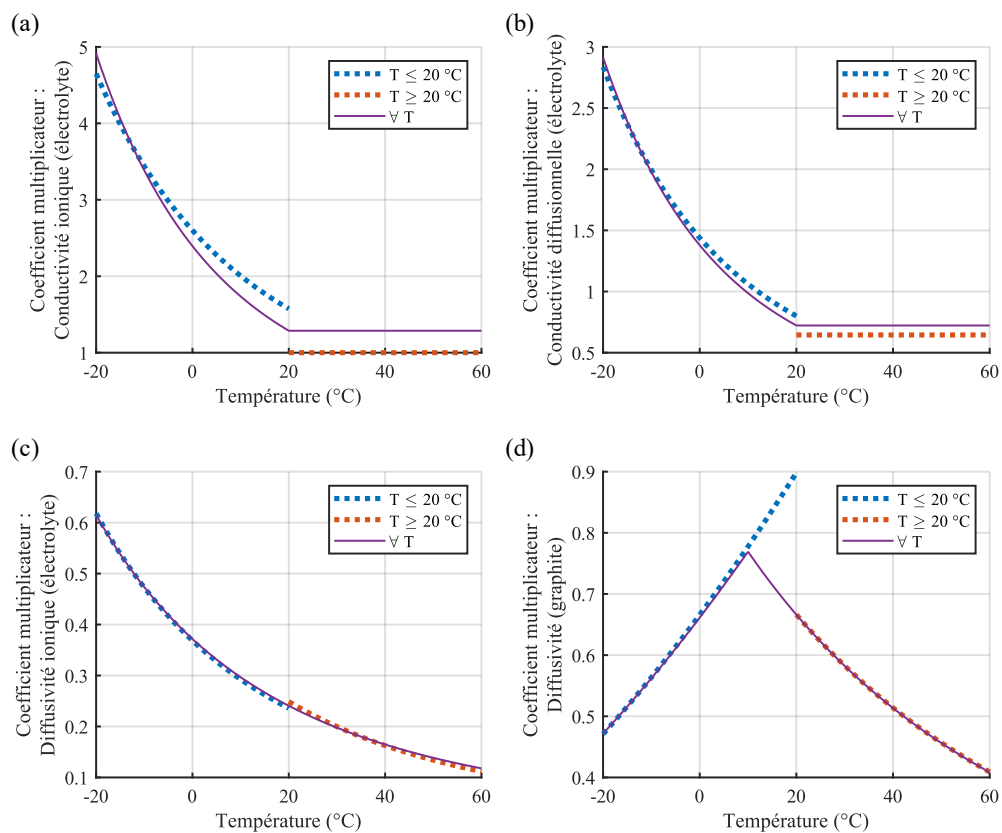 (a)
Coefficient multiplicateur :
Conductivité ionique (électrolyte)
5
4
3
2
1
-20
0
20
40
60
Température (°C)
T ≤ 20 °C
T ≥ 20 °C
∀ T
(b)
Coefficient multiplicateur :
Conductivité diffusionnelle (électrolyte)
3
2.5
2
1.5
1
0.5
-20
0
20
40
60
Température (°C)
T ≤ 20 °C
T ≥ 20 °C
∀ T
(c)
Coefficient multiplicateur :
Diffusivité ionique (électrolyte)
0.7
0.6
0.5
0.4
0.3
0.2
0.1
-20
0
20
40
60
Température (°C)
T ≤ 20 °C
T ≥ 20 °C
∀ T
(d)
Coefficient multiplicateur :
Diffusivité (graphite)
0.9
0.8
0.7
0.6
0.5
0.4
-20
0
20
40
60
Température (°C)
T ≤ 20 °C
T ≥ 20 °C
∀ T